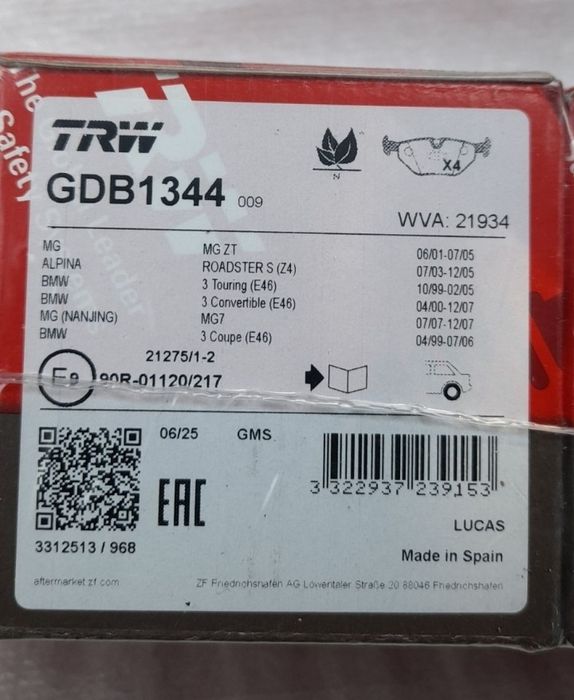 The
Safety
Leader
TRW
GDB1344 009
X4
N
WVA: 21934
MG MG ZT 06/01-07/05
ALPINA ROADSTER S (Z4) 07/03-12/05
BMW 3 Touring (E46) 10/99-02/05
BMW 3 Convertible (E46) 04/00-12/07
MG (NANJING) MG7 07/07-12/07
BMW 3 Coupe (E46) 04/99-07/06
21275/1-2
E9 90R-01120/217
06/25 GMS
EAC
3 322937 239153
LUCAS
3312513 / 968
Made in Spain
aftermarket.zf.com ZF Friedrichshafen AG Löwentaler Straße 20 88046 Friedrichshafen